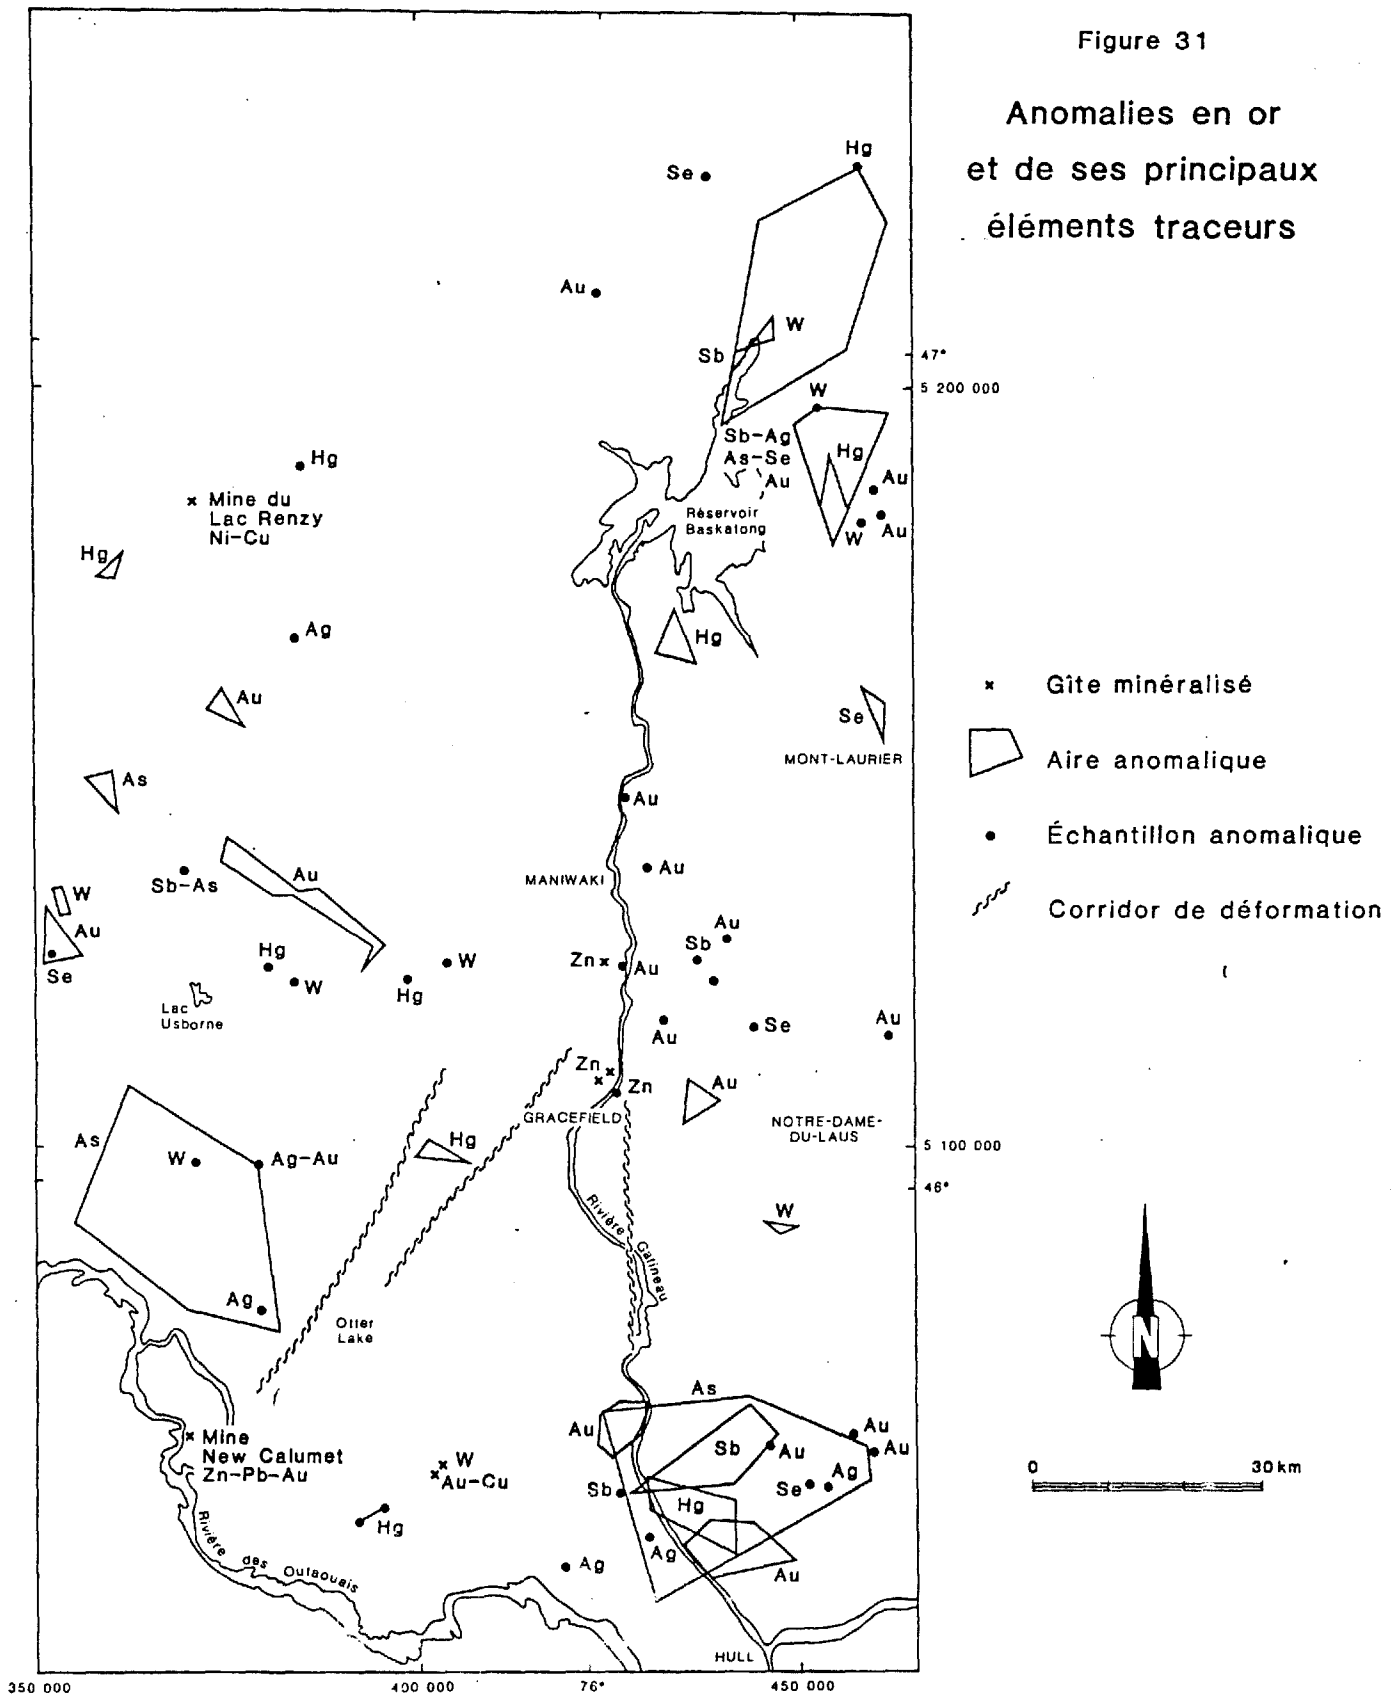 Figure 31
Anomalies en or
et de ses principaux
éléments traceurs
Hg
Se
Au
W
Sb
47°
5 200 000
W
Sb-Ag
As-Se
Au
Hg
Au
Au
W
Hg
Mine du
Lac Renzy
Ni-Cu
Réservoir
Baskatong
Hg
Ag
Hg
Au
Se
MONT-LAURIER
Gîte minéralisé
Aire anomalique
Échantillon anomalique
Corridor de déformation
As
Au
Au
MANIWAKI
Sb-As
Au
W
Au
Se
Hg
W
Hg
W
Lac
Usborne
Zn
Au
Sb
Au
Au
Se
Au
Zn
Zn
Au
GRACEFIELD
NOTRE-DAME-
DU-LAUS
5 100 000
46°
As
W
Ag-Au
Hg
W
Rivière
Gatineau
Ag
Otter
Lake
N
As
Au
Sb
Au
Au
Au
Mine
New Calumet
Zn-Pb-Au
W
Au-Cu
Sb
Hg
Se
Ag
0
30 km
Hg
Ag
Ag
Au
Rivière
des Outaouais
HULL
350 000
400 000
76°
450 000